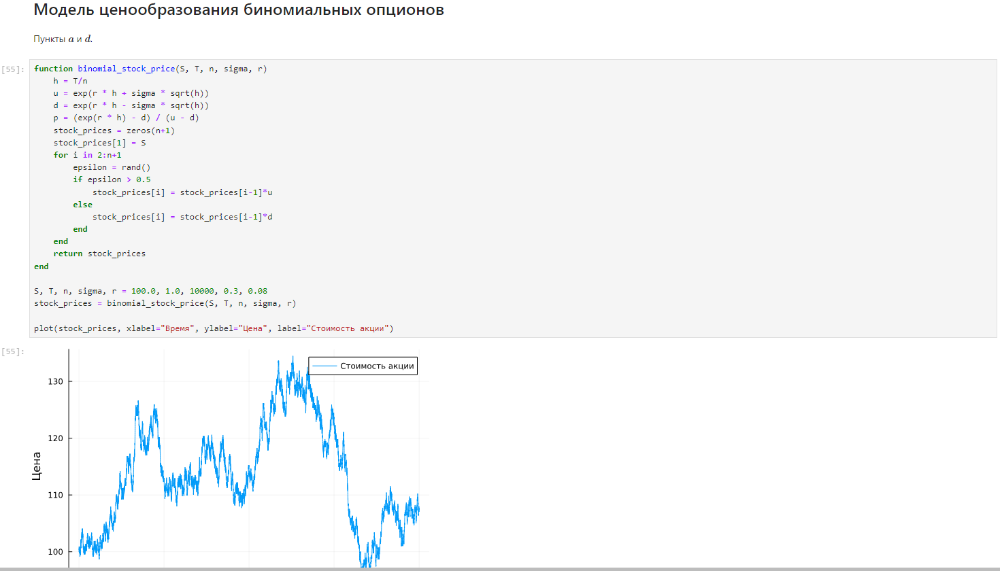 Модель ценообразования биномиальных опционов
Пункты a и d.
[55]:
function binomial_stock_price(S, T, n, sigma, r)
    h = T/n
    u = exp(r * h + sigma * sqrt(h))
    d = exp(r * h - sigma * sqrt(h))
    p = (exp(r * h) - d) / (u - d)
    stock_prices = zeros(n+1)
    stock_prices[1] = S
    for i in 2:n+1
        epsilon = rand()
        if epsilon > 0.5
            stock_prices[i] = stock_prices[i-1]*u
        else
            stock_prices[i] = stock_prices[i-1]*d
        end
    end
    return stock_prices
end
S, T, n, sigma, r = 100.0, 1.0, 10000, 0.3, 0.08
stock_prices = binomial_stock_price(S, T, n, sigma, r)
plot(stock_prices, xlabel="Время", ylabel="Цена", label="Стоимость акции")
[55]:
Стоимость акции
130
120
Цена
110
100